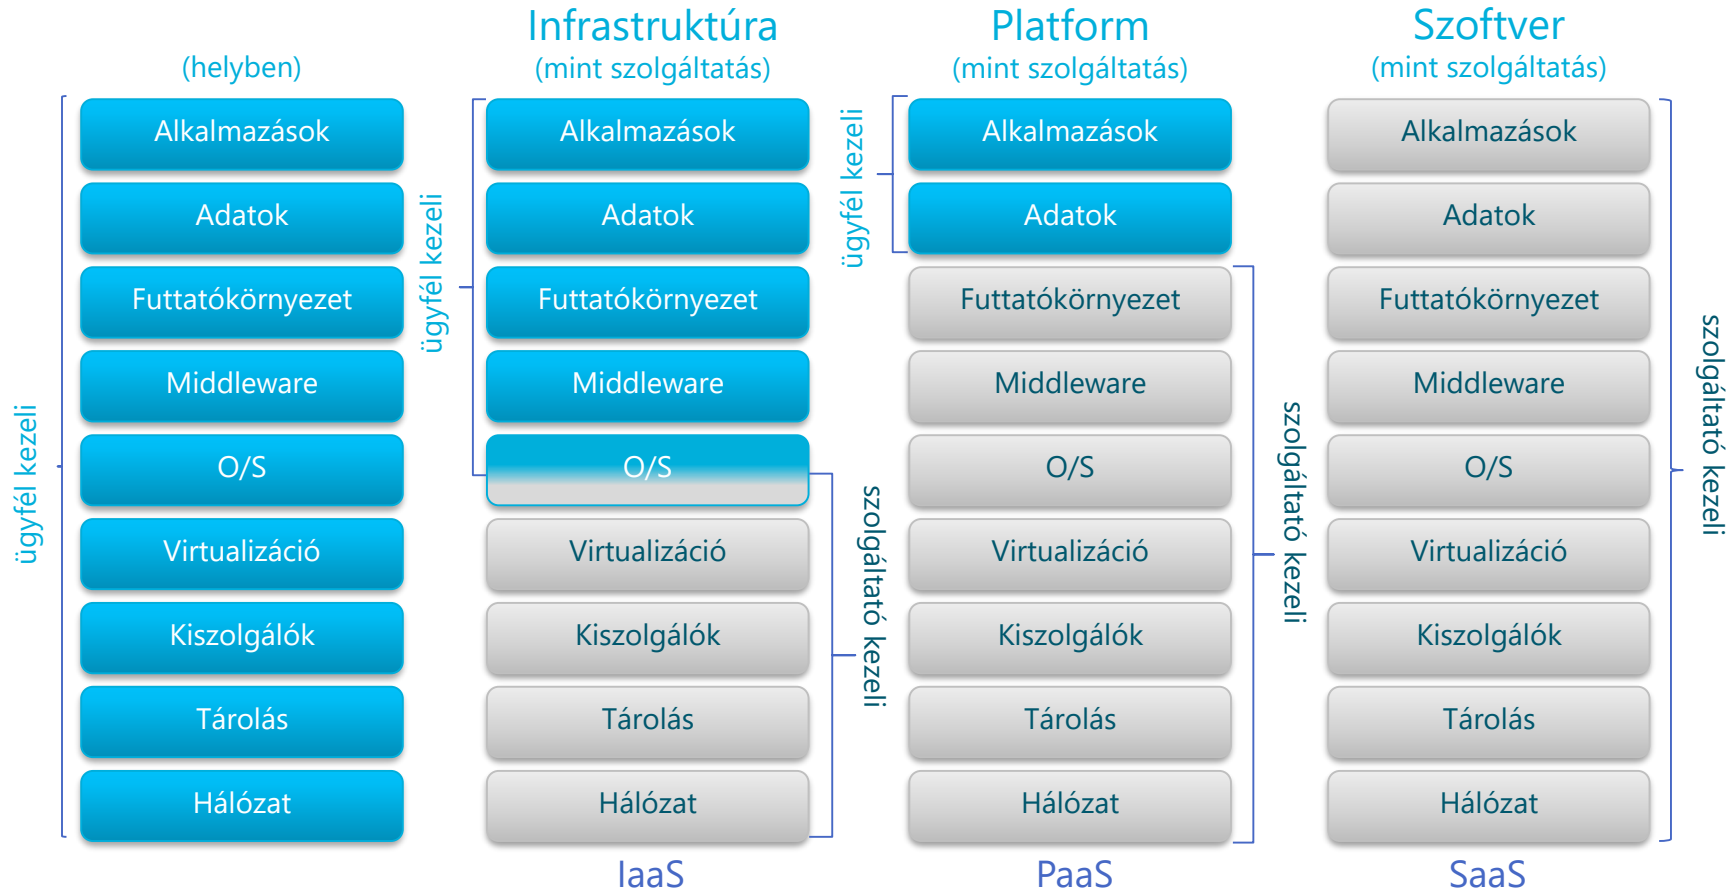 (helyben)
ügyfél kezeli
Alkalmazások
Adatok
Futtatókörnyezet
Middleware
O/S
Virtualizáció
Kiszolgálók
Tárolás
Hálózat
Infrastruktúra
(mint szolgáltatás)
ügyfél kezeli
Alkalmazások
Adatok
Futtatókörnyezet
Middleware
O/S
Virtualizáció
Kiszolgálók
Tárolás
Hálózat
szolgáltató kezeli
IaaS
Platform
(mint szolgáltatás)
ügyfél kezeli
Alkalmazások
Adatok
Futtatókörnyezet
Middleware
O/S
Virtualizáció
Kiszolgálók
Tárolás
Hálózat
szolgáltató kezeli
PaaS
Szoftver
(mint szolgáltatás)
Alkalmazások
Adatok
Futtatókörnyezet
Middleware
O/S
Virtualizáció
Kiszolgálók
Tárolás
Hálózat
szolgáltató kezeli
SaaS